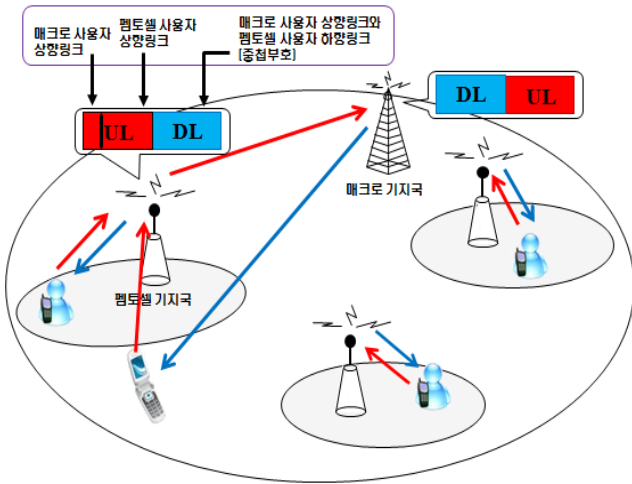 매크로 사용자
상향링크
펨토셀 사용자
상향링크
매크로 사용자 상향링크와
펨토셀 사용자 하향링크
(중첩부호)
UL
DL
DL
UL
매크로 기지국
펨토셀 기지국